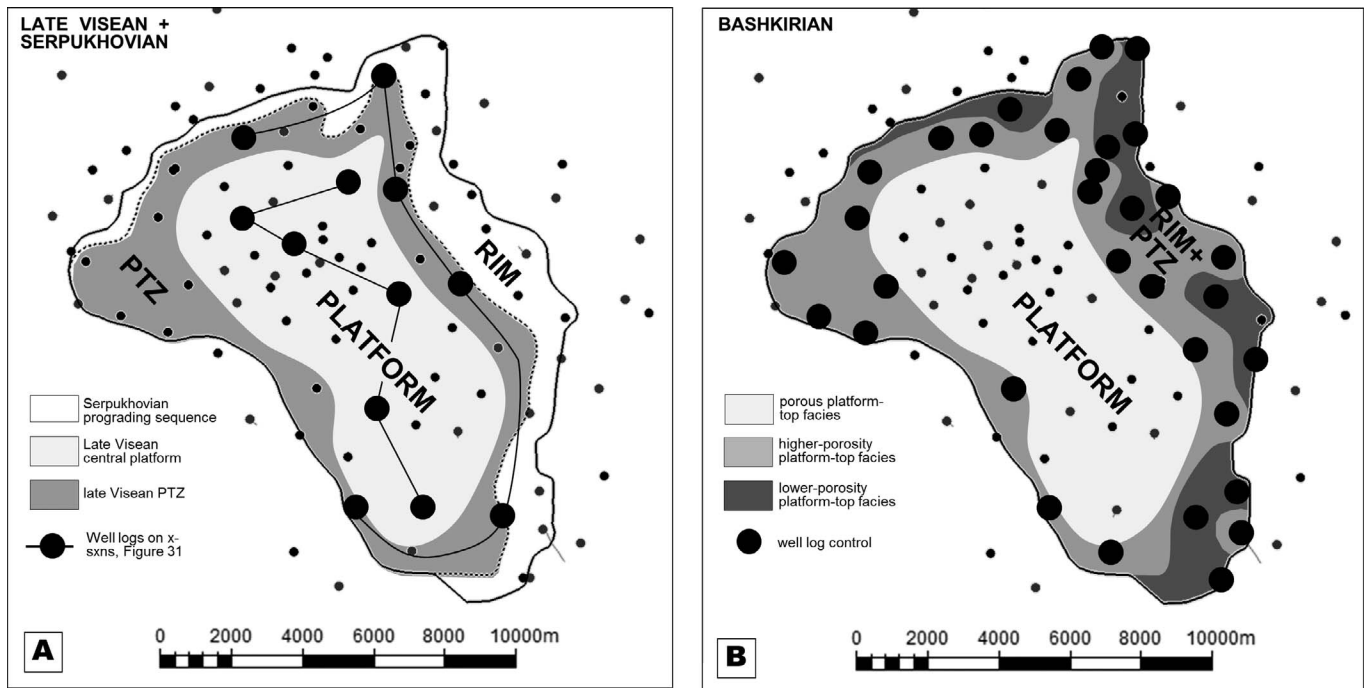 LATE VISEAN +
SERPUKHOVIAN
RIM
PTZ
PLATFORM
Serpukhovian
prograding sequence
Late Visean
central platform
late Visean PTZ
Well logs on x-
sxns, Figure 31
A
0 2000 4000 6000 8000 10000m
BASHKIRIAN
RIM+
PTZ
PLATFORM
porous platform-
top facies
higher-porosity
platform-top facies
lower-porosity
platform-top facies
well log control
B
0 2000 4000 6000 8000 10000m